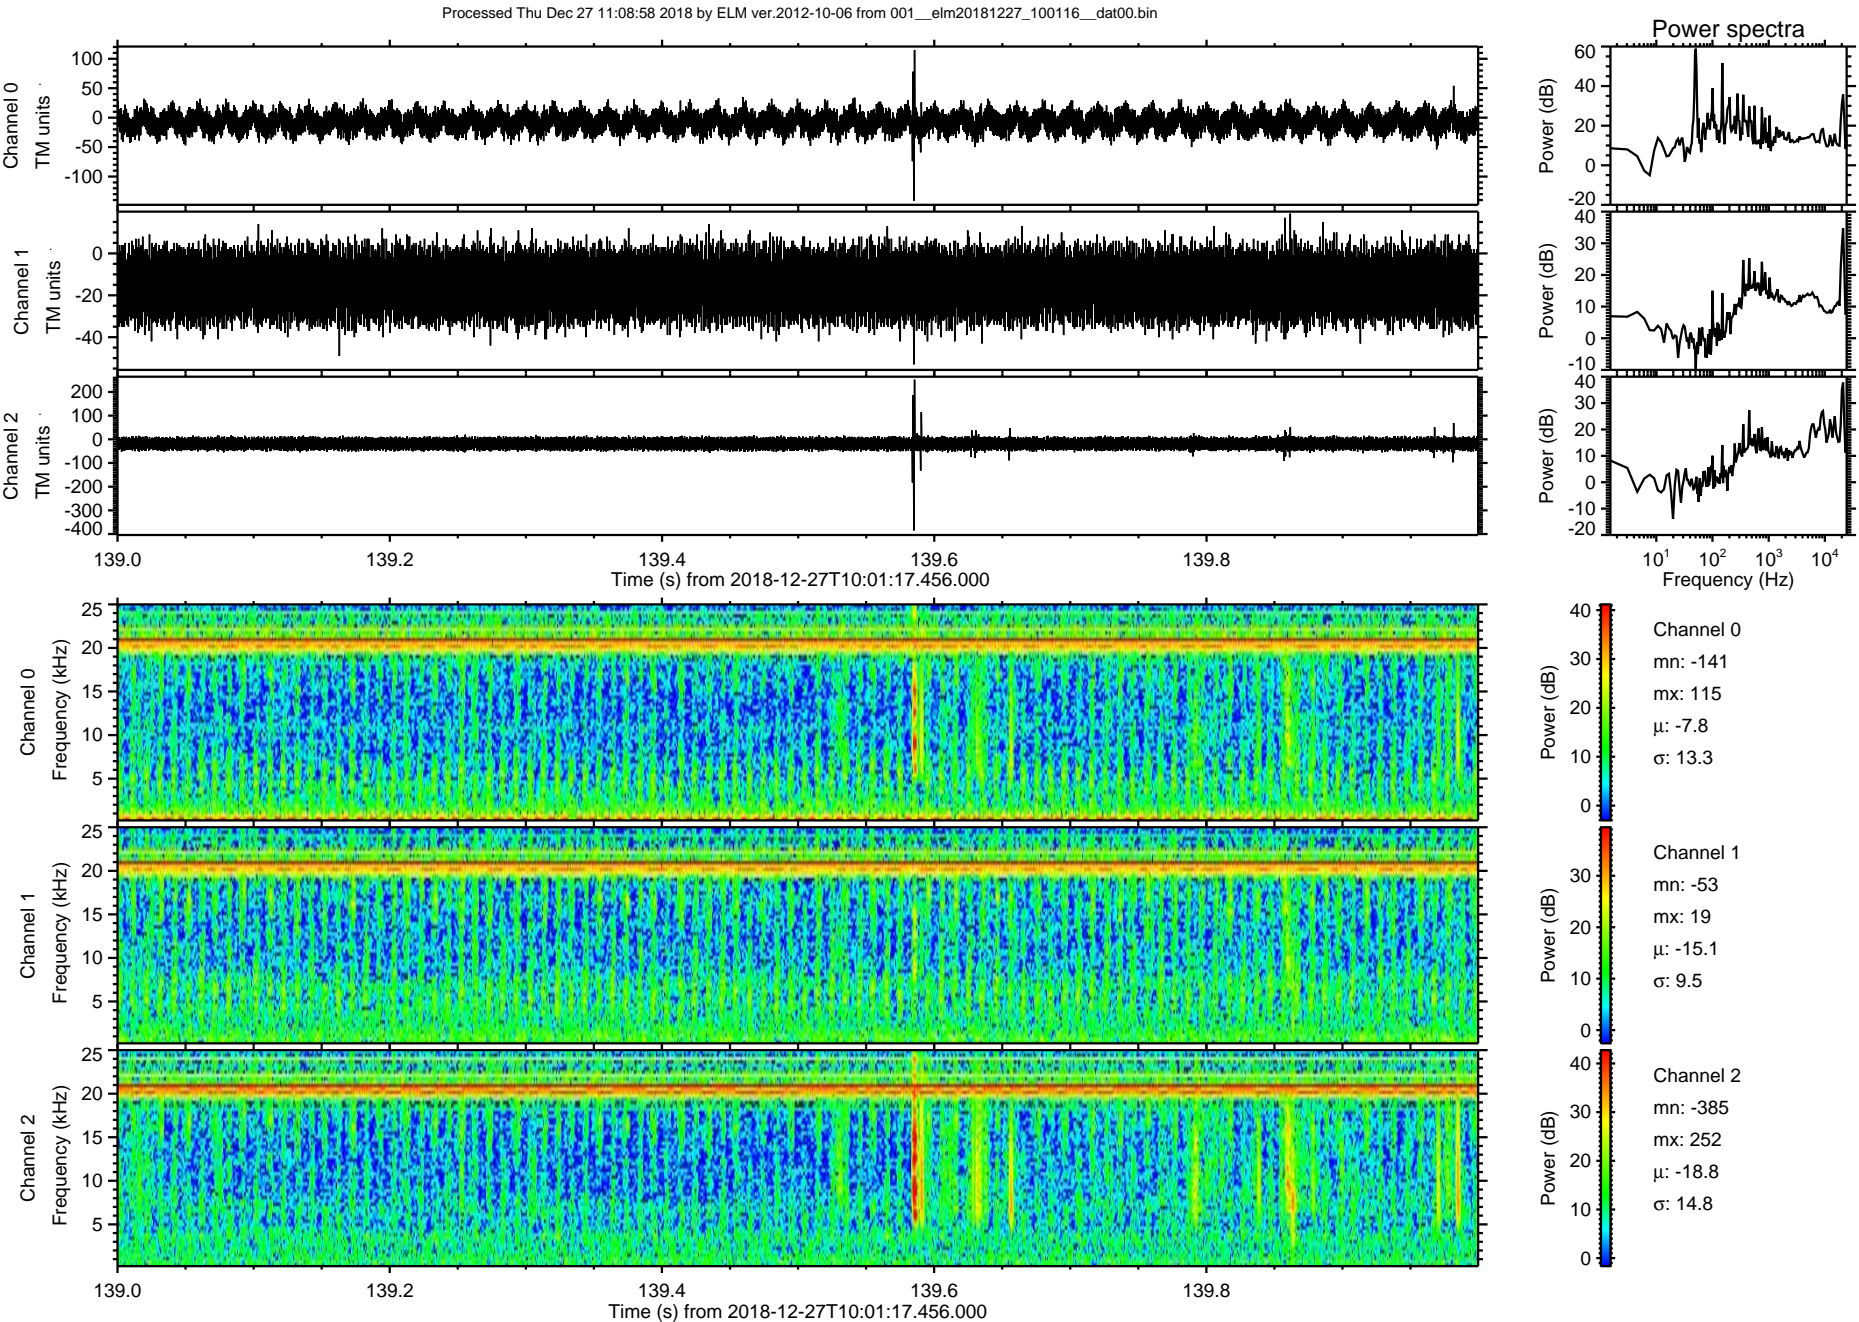 Processed Thu Dec 27 11:08:58 2018 by ELM ver.2012-10-06 from 001__elm20181227_100116__dat00.bin
Power spectra
Channel 0
TM units
100
50
0
-50
-100
Power (dB)
60
40
20
0
-20
Channel 1
TM units
0
-20
-40
Power (dB)
40
30
20
10
0
-10
Channel 2
TM units
200
100
0
-100
-200
-300
-400
Power (dB)
40
30
20
10
0
-10
-20
139.0 139.2 139.4 139.6 139.8
Time (s) from 2018-12-27T10:01:17.456.000
10^1 10^2 10^3 10^4
Frequency (Hz)
Channel 0
Frequency (kHz)
25
20
15
10
5
Power (dB)
40
30
20
10
0
Channel 0
mn: -141
mx: 115
μ: -7.8
σ: 13.3
Channel 1
Frequency (kHz)
25
20
15
10
5
Power (dB)
30
20
10
0
Channel 1
mn: -53
mx: 19
μ: -15.1
σ: 9.5
Channel 2
Frequency (kHz)
25
20
15
10
5
Power (dB)
40
30
20
10
0
Channel 2
mn: -385
mx: 252
μ: -18.8
σ: 14.8
139.0 139.2 139.4 139.6 139.8
Time (s) from 2018-12-27T10:01:17.456.000